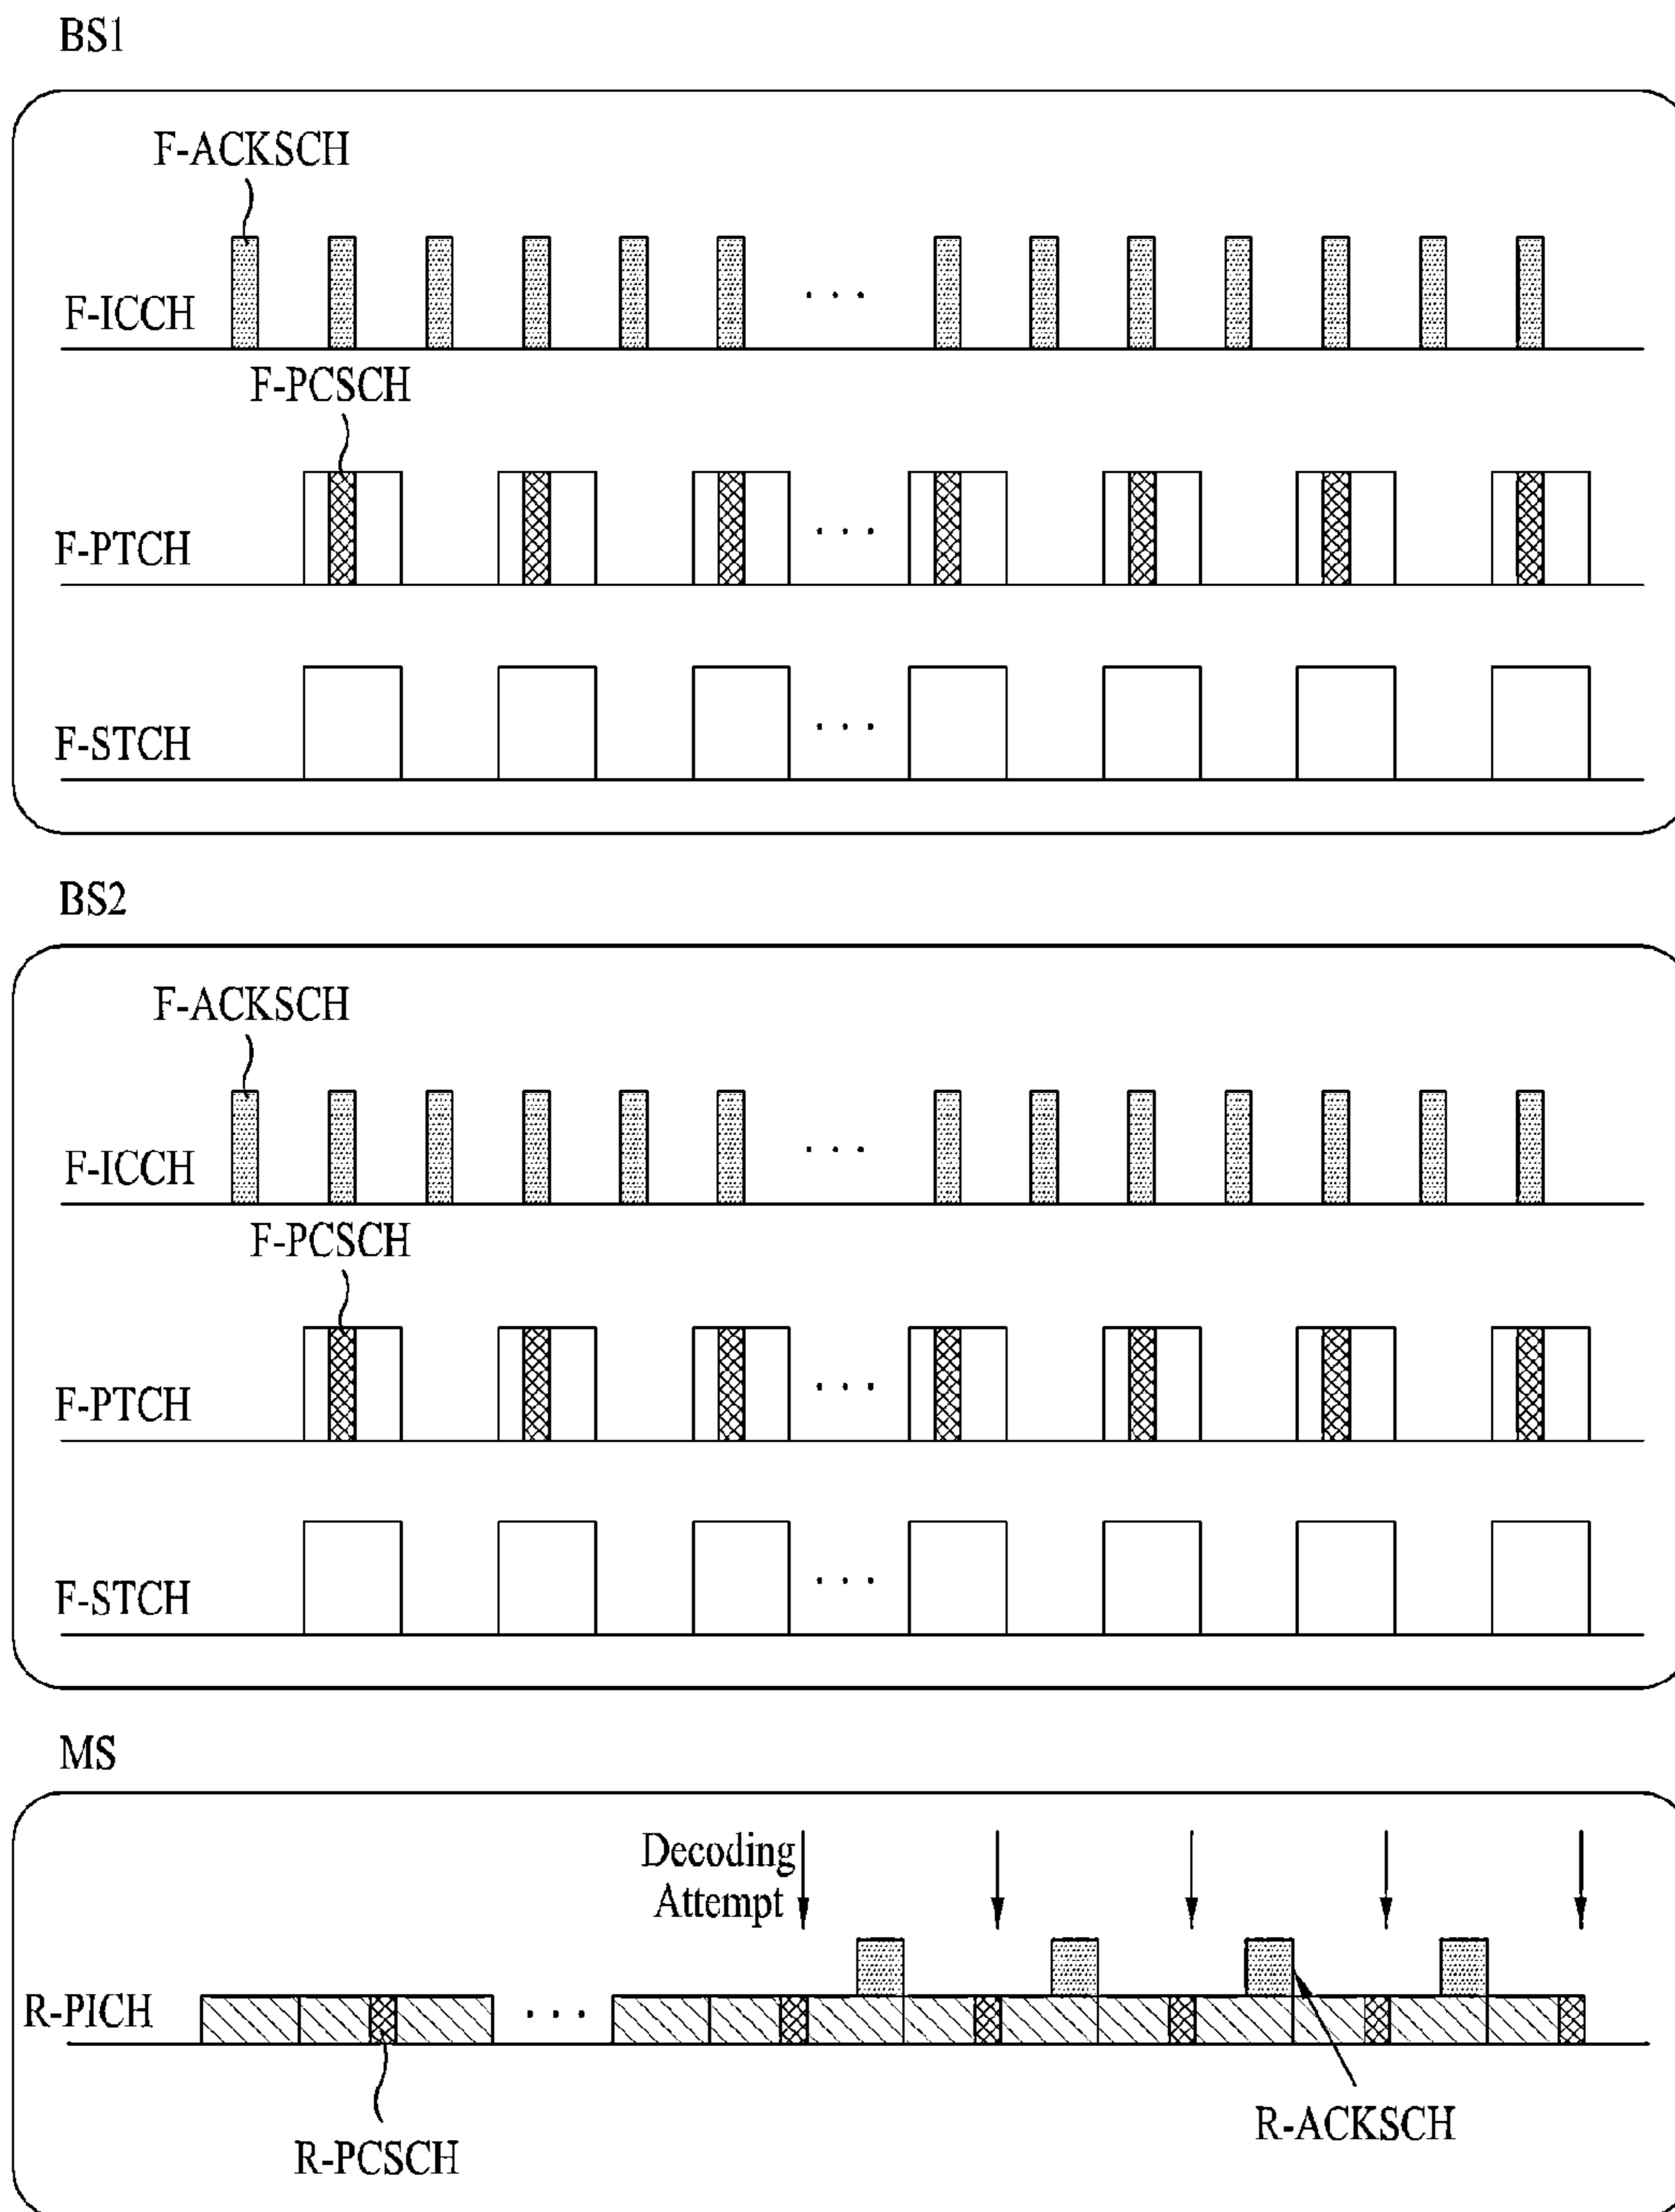 BS1
F-ACKSCH
F-ICCH
. . .
F-PCSCH
F-PTCH
. . .
F-STCH
. . .
BS2
F-ACKSCH
F-ICCH
. . .
F-PCSCH
F-PTCH
. . .
F-STCH
. . .
MS
Decoding
Attempt
R-PICH
. . .
R-PCSCH
R-ACKSCH